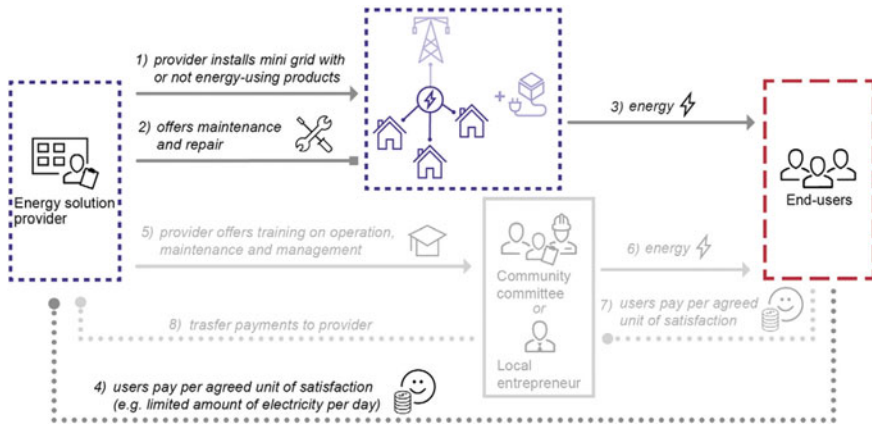 1) provider installs mini grid with
or not energy-using products
2) offers maintenance
and repair
+
3) energy
Energy solution
provider
End-users
5) provider offers training on operation,
maintenance and management
Community
committee
or
Local
entrepreneur
6) energy
7) users pay per agreed
unit of satisfaction
8) trasfer payments to provider
4) users pay per agreed unit of satisfaction
(e.g. limited amount of electricity per day)